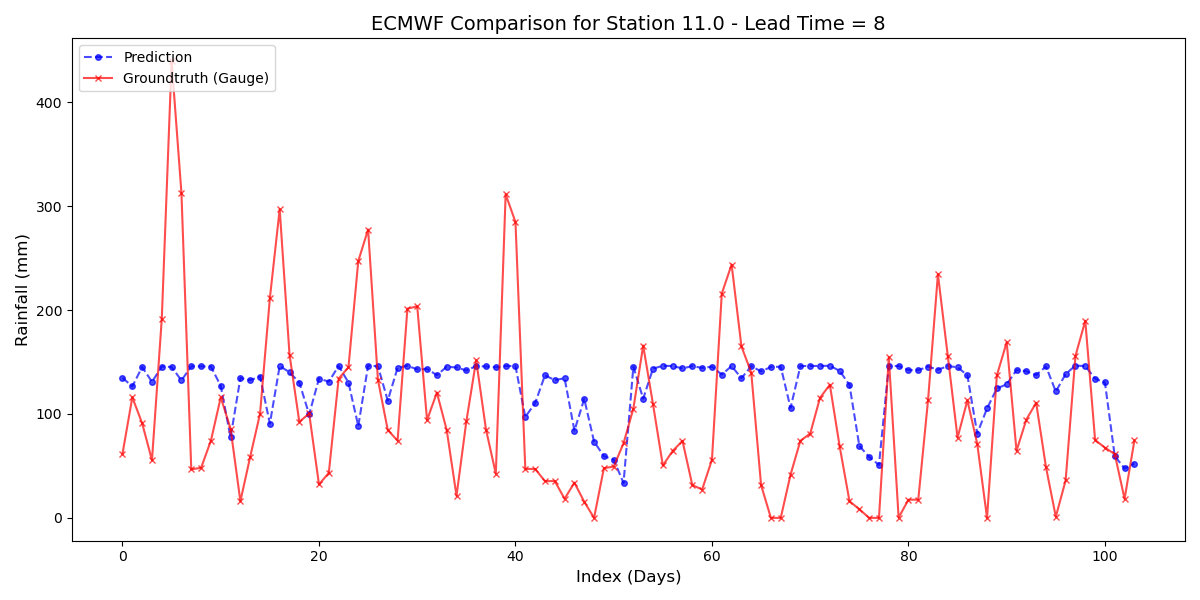 ECMWF Comparison for Station 11.0 - Lead Time = 8
Prediction
Groundtruth (Gauge)
Rainfall (mm)
400
300
200
100
0
0 20 40 60 80 100
Index (Days)